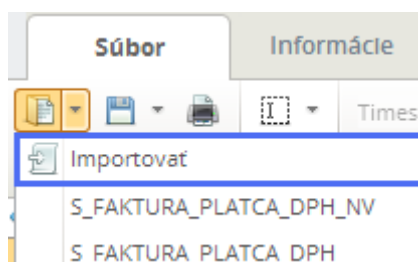 Súbor Informácie
Times
Importovať
S_FAKTURA_PLATCA_DPH_NV
S_FAKTURA_PLATCA_DPH